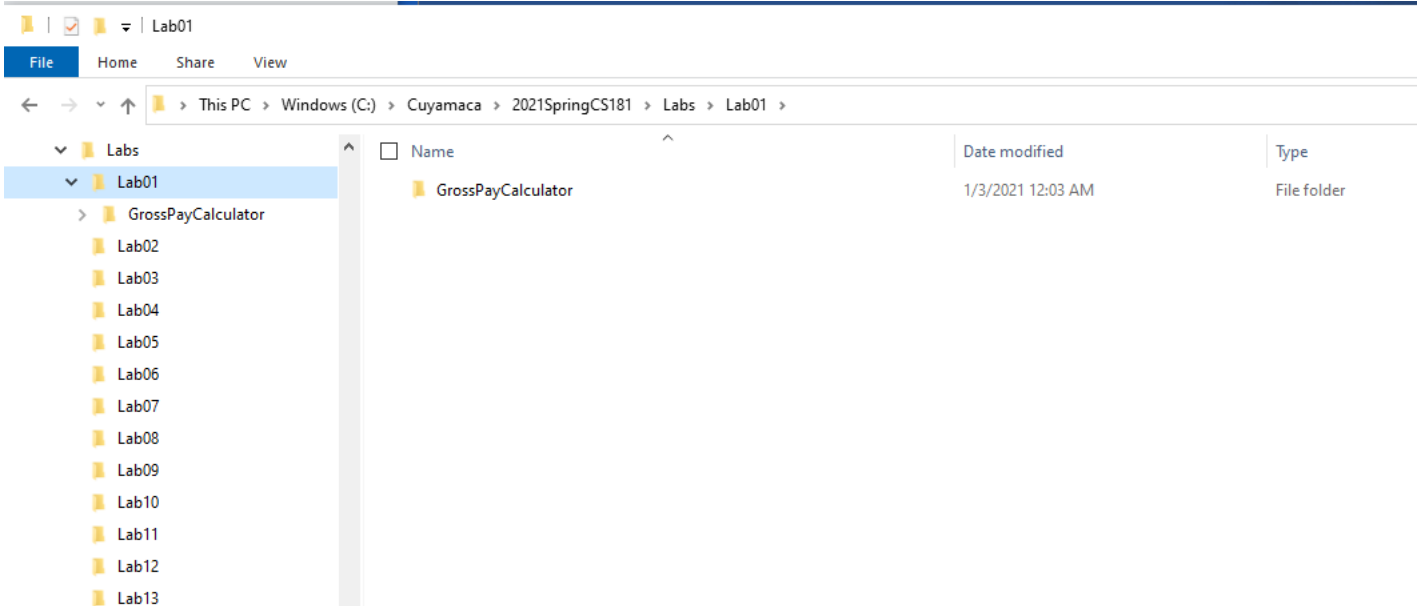 Lab01
File Home Share View
This PC > Windows (C:) > Cuyamaca > 2021SpringCS181 > Labs > Lab01 >
Labs Name Date modified Type
Lab01 GrossPayCalculator 1/3/2021 12:03 AM File folder
GrossPayCalculator
Lab02
Lab03
Lab04
Lab05
Lab06
Lab07
Lab08
Lab09
Lab10
Lab11
Lab12
Lab13